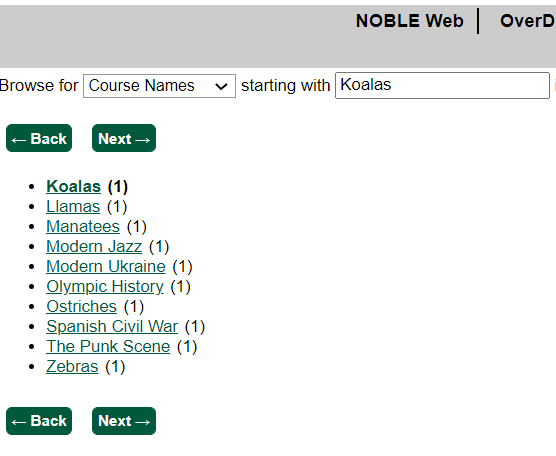 NOBLE Web OverD
Browse for Course Names starting with Koalas
← Back Next →
Koalas (1)
Llamas (1)
Manatees (1)
Modern Jazz (1)
Modern Ukraine (1)
Olympic History (1)
Ostriches (1)
Spanish Civil War (1)
The Punk Scene (1)
Zebras (1)
← Back Next →